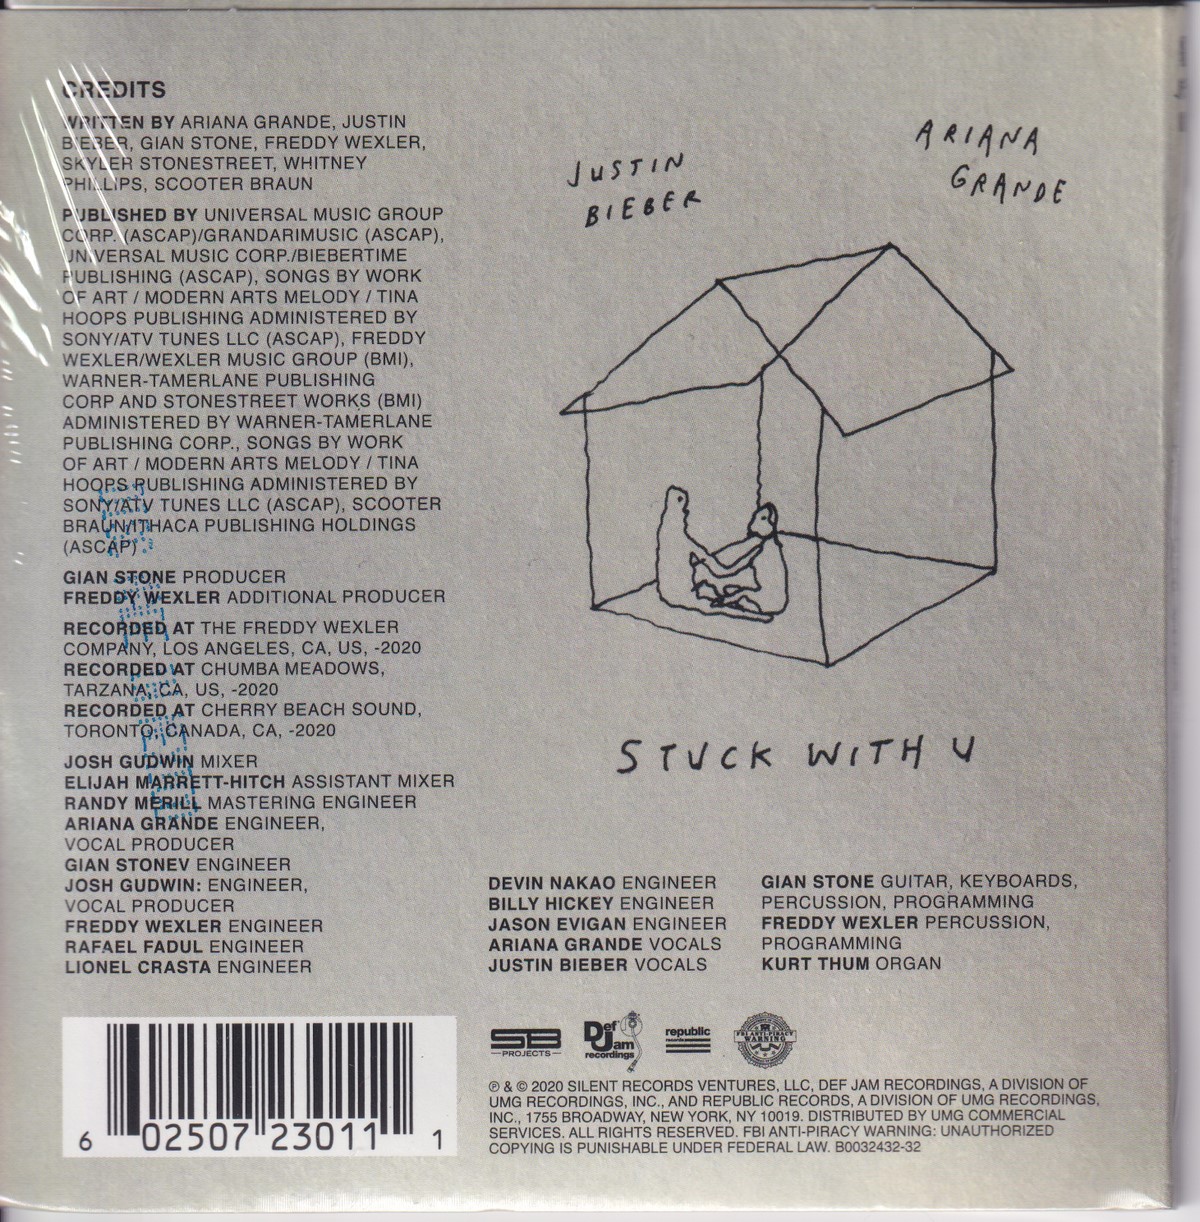 CREDITS
WRITTEN BY ARIANA GRANDE, JUSTIN
BIEBER, GIAN STONE, FREDDY WEXLER,
SKYLER STONESTREET, WHITNEY
PHILLIPS, SCOOTER BRAUN
PUBLISHED BY UNIVERSAL MUSIC GROUP
CORP. (ASCAP)/GRANDARIMUSIC (ASCAP),
UNIVERSAL MUSIC CORP./BIEBERTIME
PUBLISHING (ASCAP), SONGS BY WORK
OF ART / MODERN ARTS MELODY / TINA
HOOPS PUBLISHING ADMINISTERED BY
SONY/ATV TUNES LLC (ASCAP), FREDDY
WEXLER/WEXLER MUSIC GROUP (BMI),
WARNER-TAMERLANE PUBLISHING
CORP AND STONESTREET WORKS (BMI)
ADMINISTERED BY WARNER-TAMERLANE
PUBLISHING CORP., SONGS BY WORK
OF ART / MODERN ARTS MELODY / TINA
HOOPS PUBLISHING ADMINISTERED BY
SONY/ATV TUNES LLC (ASCAP), SCOOTER
BRAUN/ITHACA PUBLISHING HOLDINGS
(ASCAP)
GIAN STONE PRODUCER
FREDDY WEXLER ADDITIONAL PRODUCER
RECORDED AT THE FREDDY WEXLER
COMPANY, LOS ANGELES, CA, US, -2020
RECORDED AT CHUMBA MEADOWS,
TARZANA, CA, US, -2020
RECORDED AT CHERRY BEACH SOUND,
TORONTO, CANADA, CA, -2020
JOSH GUDWIN MIXER
ELIJAH MARRETT-HITCH ASSISTANT MIXER
RANDY MERILL MASTERING ENGINEER
ARIANA GRANDE ENGINEER,
VOCAL PRODUCER
GIAN STONEV ENGINEER
JOSH GUDWIN: ENGINEER,
VOCAL PRODUCER
FREDDY WEXLER ENGINEER
RAFAEL FADUL ENGINEER
LIONEL CRASTA ENGINEER
JUSTIN
BIEBER
ARIANA
GRANDE
STUCK WITH U
DEVIN NAKAO ENGINEER
BILLY HICKEY ENGINEER
JASON EVIGAN ENGINEER
ARIANA GRANDE VOCALS
JUSTIN BIEBER VOCALS
GIAN STONE GUITAR, KEYBOARDS,
PERCUSSION, PROGRAMMING
FREDDY WEXLER PERCUSSION,
PROGRAMMING
KURT THUM ORGAN
6 02507 23011 1
SB
PROJECTS
Def
Jam
recordings
republic
records
FBI ANTI-PIRACY
WARNING
℗ & © 2020 SILENT RECORDS VENTURES, LLC, DEF JAM RECORDINGS, A DIVISION OF
UMG RECORDINGS, INC., AND REPUBLIC RECORDS, A DIVISION OF UMG RECORDINGS,
INC., 1755 BROADWAY, NEW YORK, NY 10019. DISTRIBUTED BY UMG COMMERCIAL
SERVICES. ALL RIGHTS RESERVED. FBI ANTI-PIRACY WARNING: UNAUTHORIZED
COPYING IS PUNISHABLE UNDER FEDERAL LAW. B0032432-32